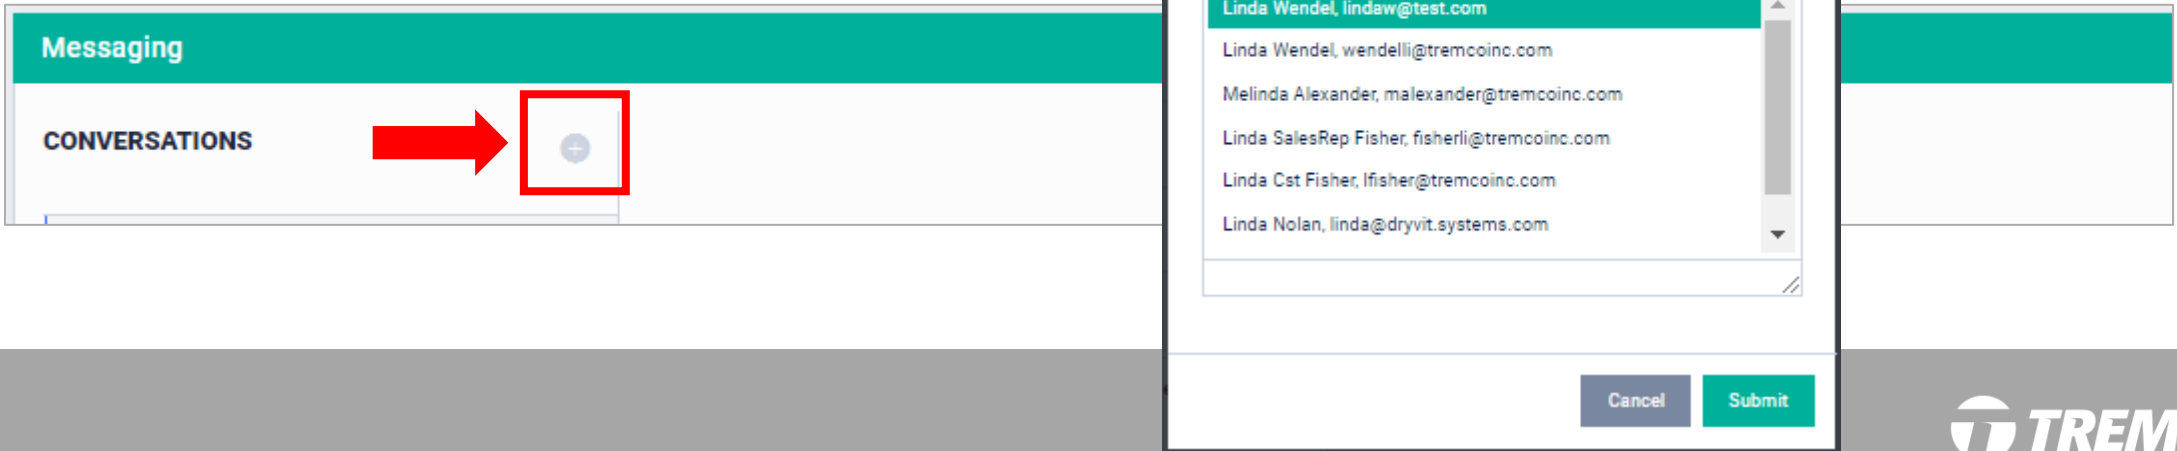 Messaging
CONVERSATIONS
Linda Wendel, lindaw@test.com
Linda Wendel, wendelli@tremcoinc.com
Melinda Alexander, malexander@tremcoinc.com
Linda SalesRep Fisher, fisherli@tremcoinc.com
Linda Cst Fisher, lfisher@tremcoinc.com
Linda Nolan, linda@dryvit.systems.com
Cancel
Submit
TREM